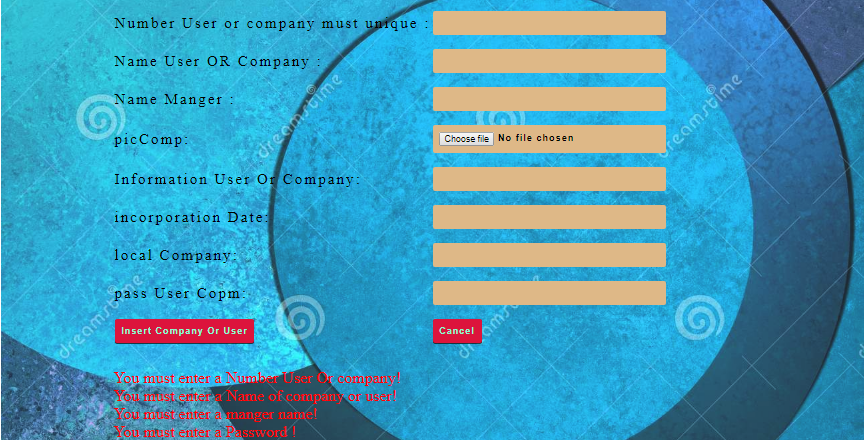 Number User or company must unique :
Name User OR Company :
Name Manger :
picComp:
Choose file No file chosen
Information User Or Company:
incorporation Date:
local Company:
pass User Copm:
Insert Company Or User
Cancel
You must enter a Number User Or company!
You must enter a Name of company or user!
You must enter a manger name!
You must enter a Password !
dreamstime
dreamstime
dreamstime
dreamstime
dreamstime